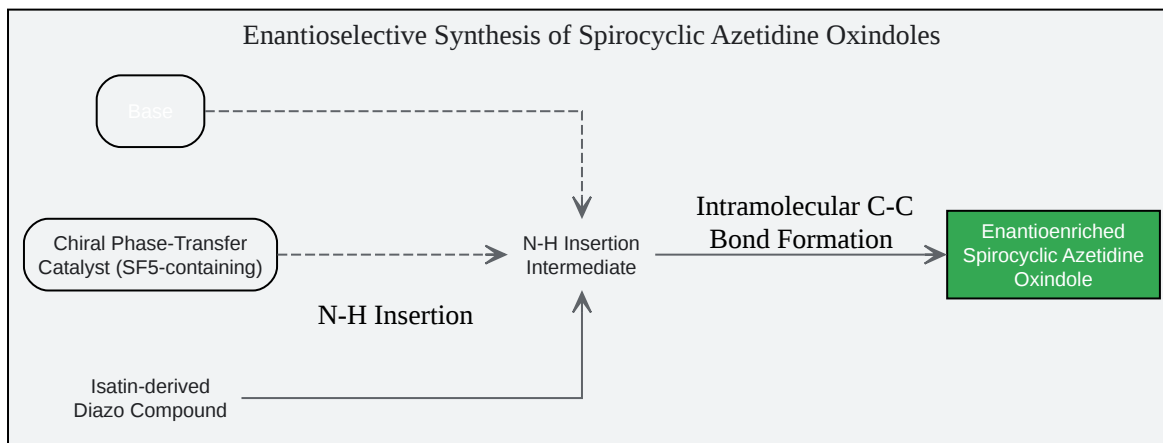 Enantioselective Synthesis of Spirocyclic Azetidine Oxindoles
Base
Chiral Phase-Transfer
Catalyst (SF5-containing)
N-H Insertion
Isatin-derived
Diazo Compound
N-H Insertion
Intermediate
Intramolecular C-C
Bond Formation
Enantioenriched
Spirocyclic Azetidine
Oxindole